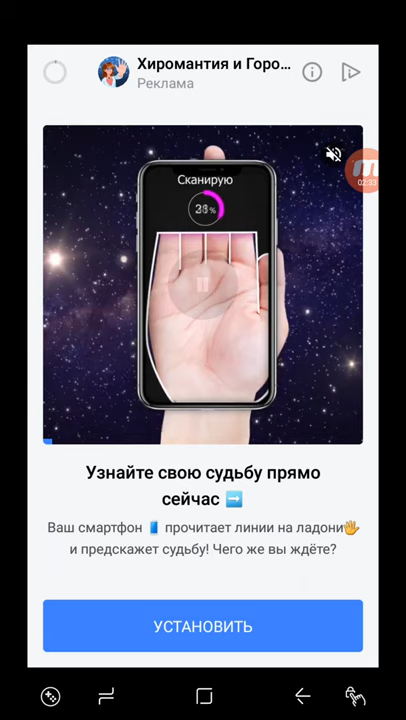 Хиромантия и Горо...
Реклама
02:33
Сканирую
Узнайте свою судьбу прямо
сейчас ➡️
Ваш смартфон 📱 прочитает линии на ладони🖐
и предскажет судьбу! Чего же вы ждёте?
УСТАНОВИТЬ